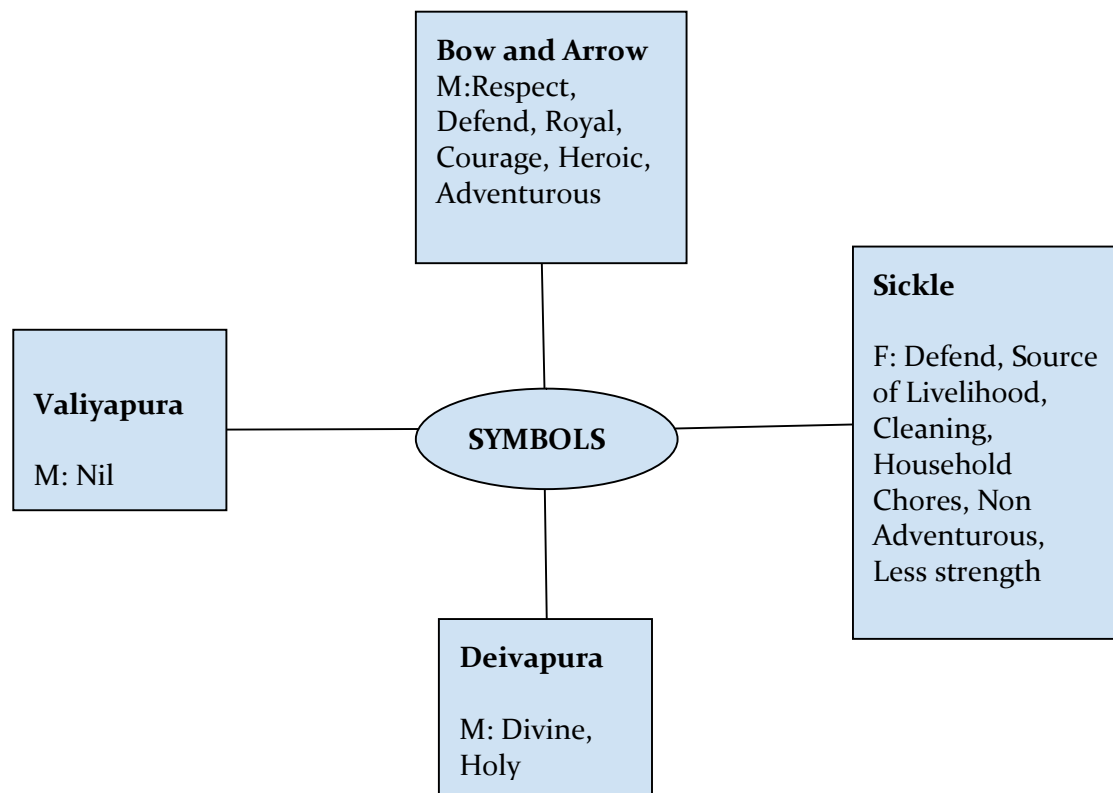 Bow and Arrow
M:Respect,
Defend, Royal,
Courage, Heroic,
Adventurous
Sickle
F: Defend, Source
of Livelihood,
Cleaning,
Household
Chores, Non
Adventurous,
Less strength
Valiyapura
M: Nil
SYMBOLS
Deivapura
M: Divine,
Holy